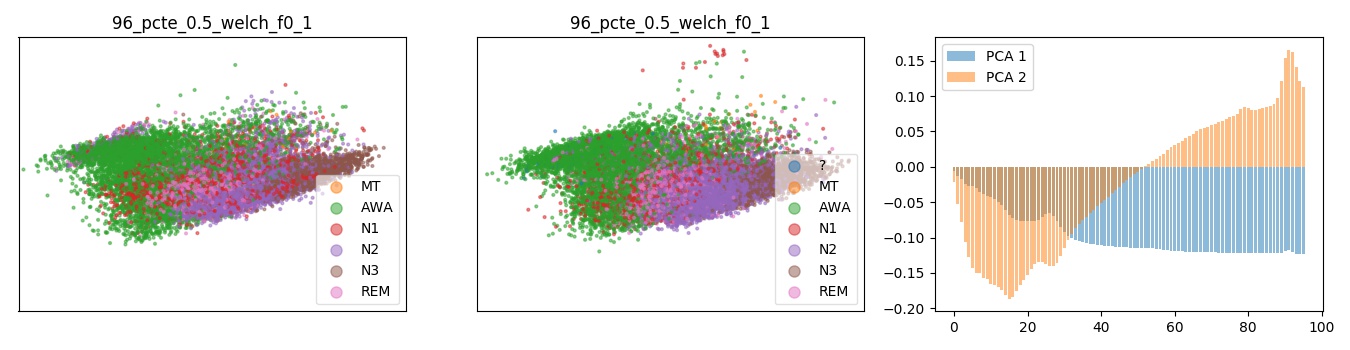 96_pcte_0.5_welch_f0_1
MT
AWA
N1
N2
N3
REM
96_pcte_0.5_welch_f0_1
?
MT
AWA
N1
N2
N3
REM
PCA 1
PCA 2
0.15
0.10
0.05
0.00
−0.05
−0.10
−0.15
−0.20
0 20 40 60 80 100